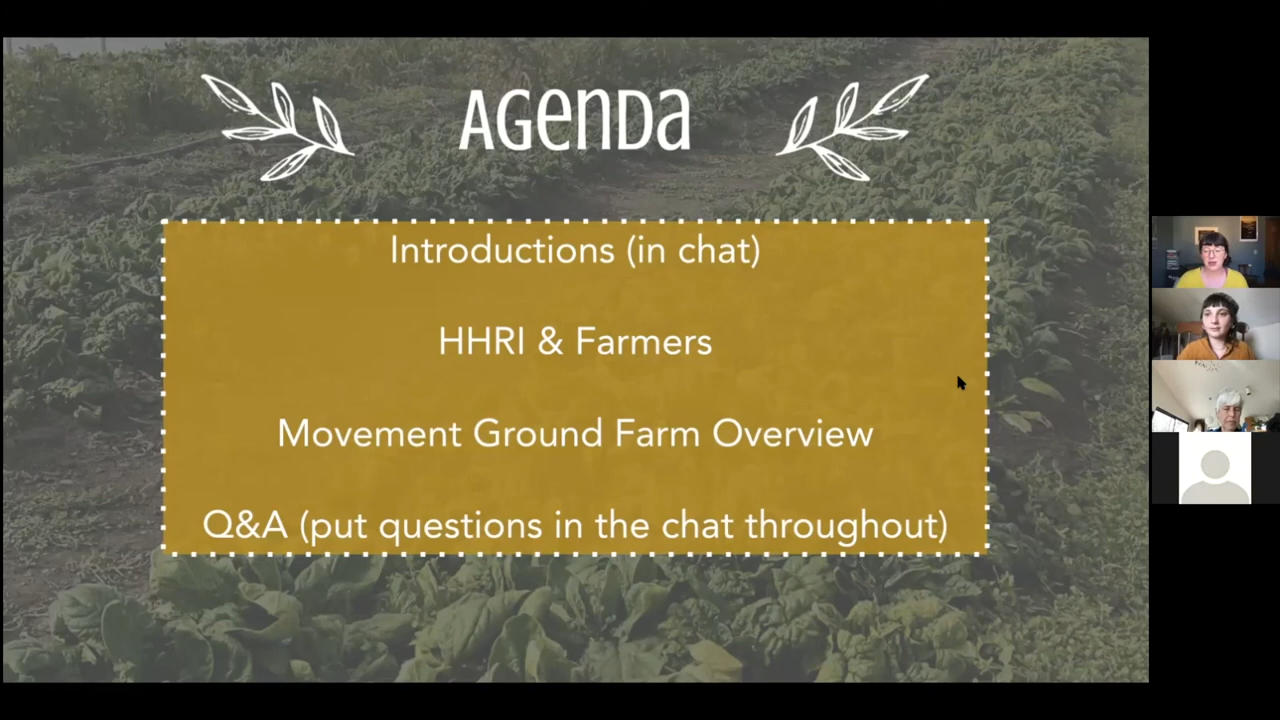 AGenDa
Introductions (in chat)
HHRI & Farmers
Movement Ground Farm Overview
Q&A (put questions in the chat throughout)